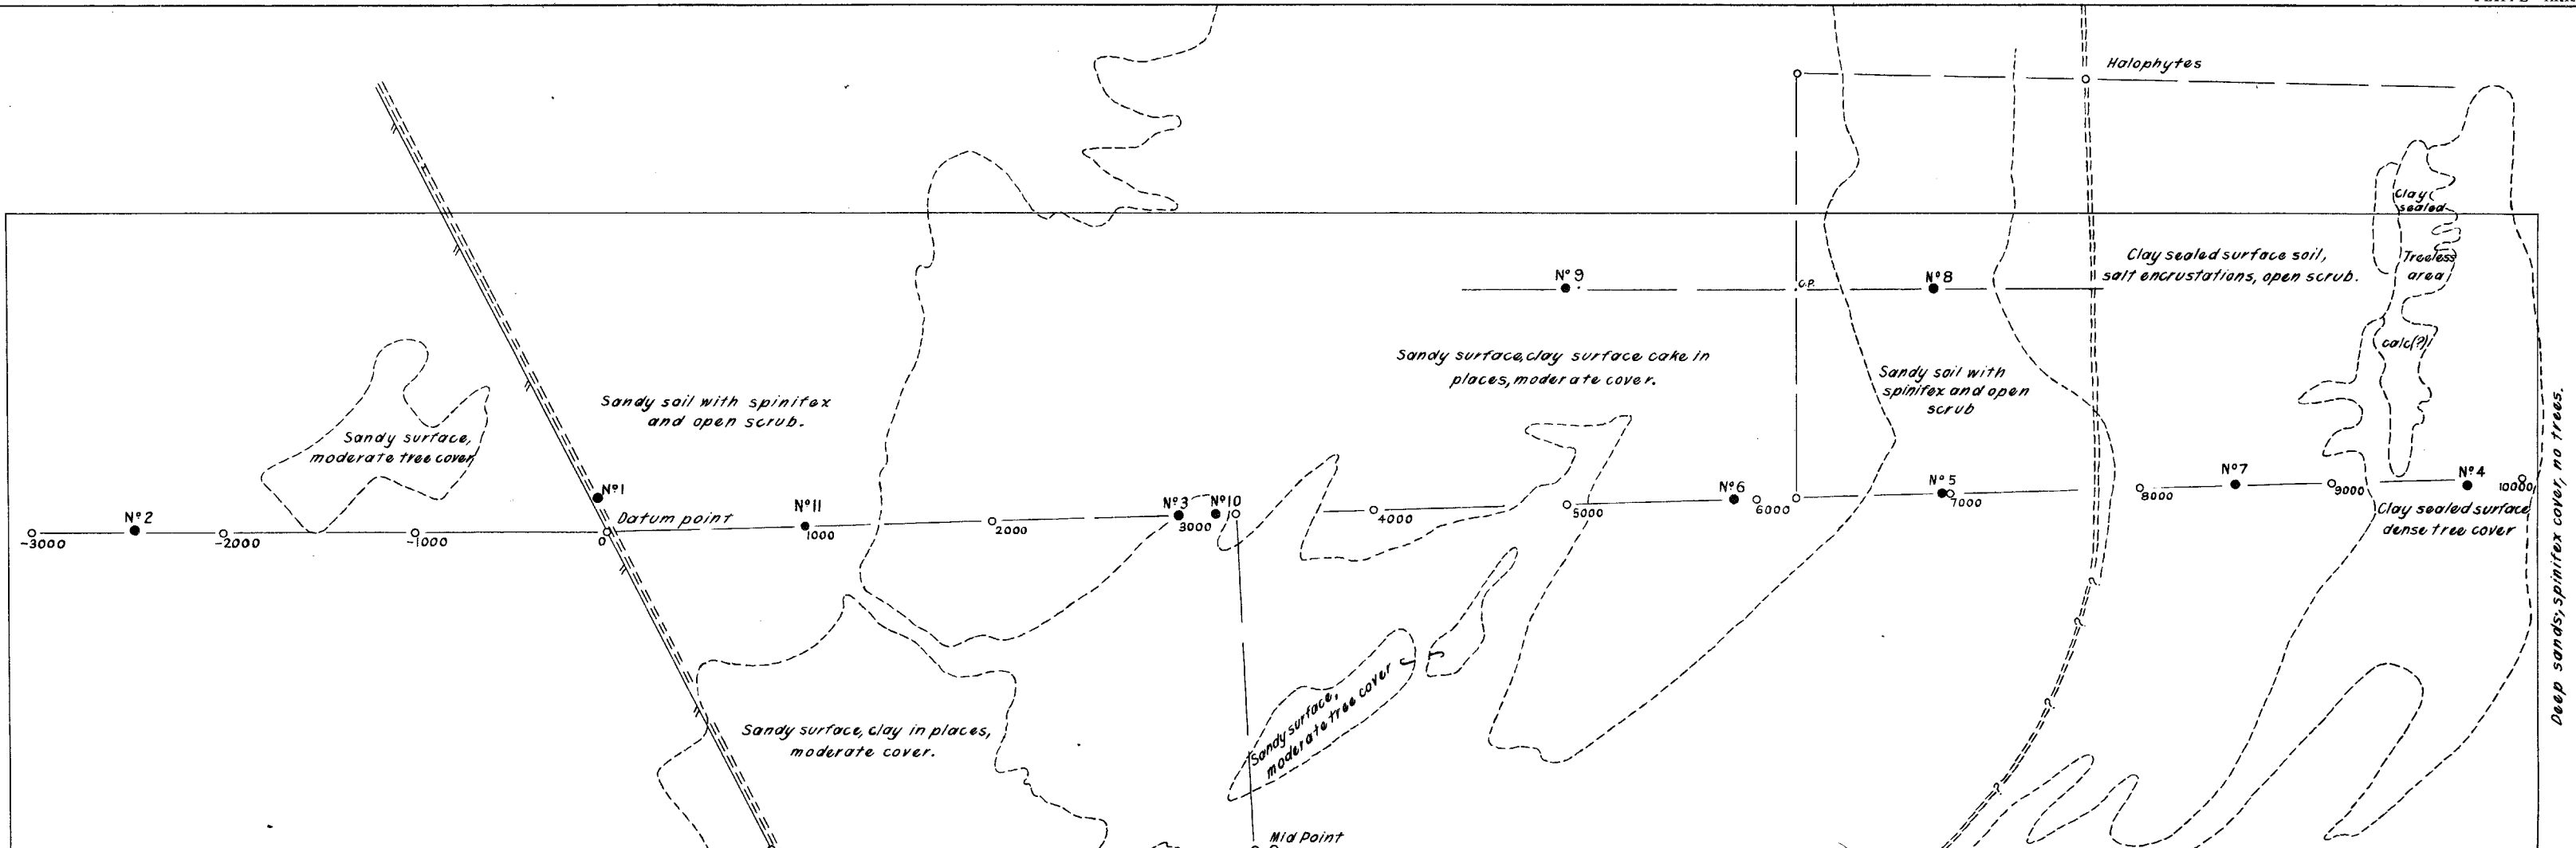 Halophytes
Clay
sealed
Treeless
area
Clay sealed surface soil,
salt encrustations, open scrub.
Nº 9
O.P.
Nº 8
calc(?)
Sandy surface, clay surface cake in
places, moderate cover.
Sandy soil with
spinifex and open
scrub
Sandy soil with spinifex
and open scrub.
Sandy surface,
moderate tree cover
Deep sands, spinifex cover, no trees.
Nº 2
Nº 1
Nº 11
Nº 3
Nº 10
Nº 6
Nº 5
Nº 7
Nº 4
Datum point
-3000
-2000
-1000
0
1000
2000
3000
4000
5000
6000
7000
8000
9000
10000
Clay sealed surface
dense tree cover
Sandy surface,
moderate tree cover
Sandy surface, clay in places,
moderate cover.
?
?
?
?
Mid Point